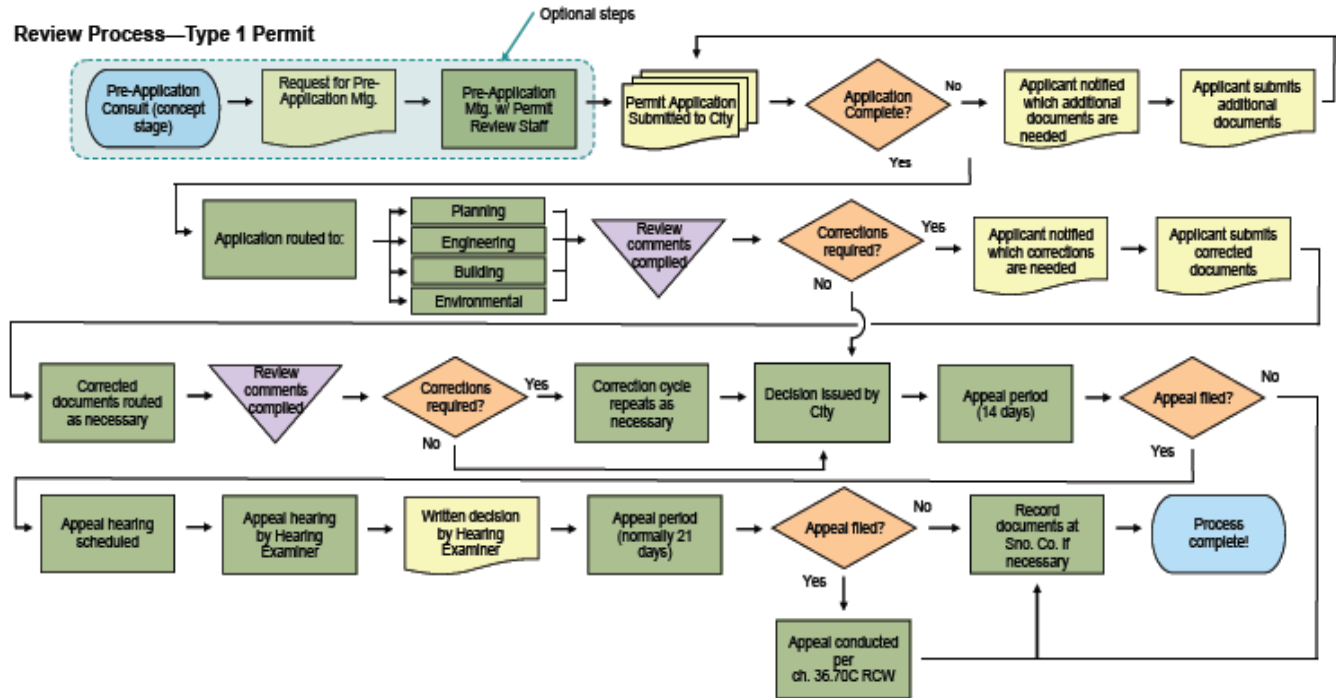 Optional steps
Review Process—Type 1 Permit
Pre-Application
Consult (concept
stage)
Request for Pre-
Application Mtg.
Pre-Application
Mtg. w/ Permit
Review Staff
Permit Application
Submitted to City
Application
Complete?
No
Applicant notified
which additional
documents are
needed
Applicant submits
additional
documents
Yes
Application routed to:
Planning
Engineering
Building
Environmental
Review
comments
compiled
Corrections
required?
Yes
Applicant notified
which corrections
are needed
Applicant submits
corrected
documents
No
Corrected
documents routed
as necessary
Review
comments
compiled
Corrections
required?
Yes
Correction cycle
repeats as
necessary
Decision issued by
City
Appeal period
(14 days)
Appeal filed?
No
No
Yes
Appeal hearing
scheduled
Appeal hearing
by Hearing
Examiner
Written decision
by Hearing
Examiner
Appeal period
(normally 21
days)
Appeal filed?
No
Record
documents at
Sno. Co. if
necessary
Process
complete!
Yes
Appeal conducted
per
ch. 36.70C RCW